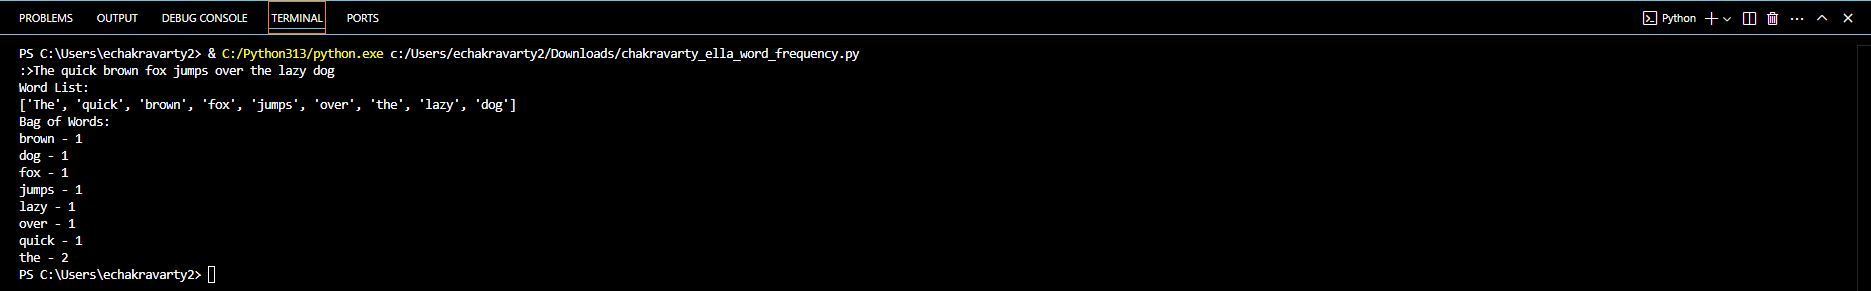 PROBLEMS OUTPUT DEBUG CONSOLE TERMINAL PORTS Python
PS C:\Users\echakravarty2> & C:/Python313/python.exe c:/Users/echakravarty2/Downloads/chakravarty_ella_word_frequency.py
:>The quick brown fox jumps over the lazy dog
Word List:
['The', 'quick', 'brown', 'fox', 'jumps', 'over', 'the', 'lazy', 'dog']
Bag of Words:
brown - 1
dog - 1
fox - 1
jumps - 1
lazy - 1
over - 1
quick - 1
the - 2
PS C:\Users\echakravarty2>